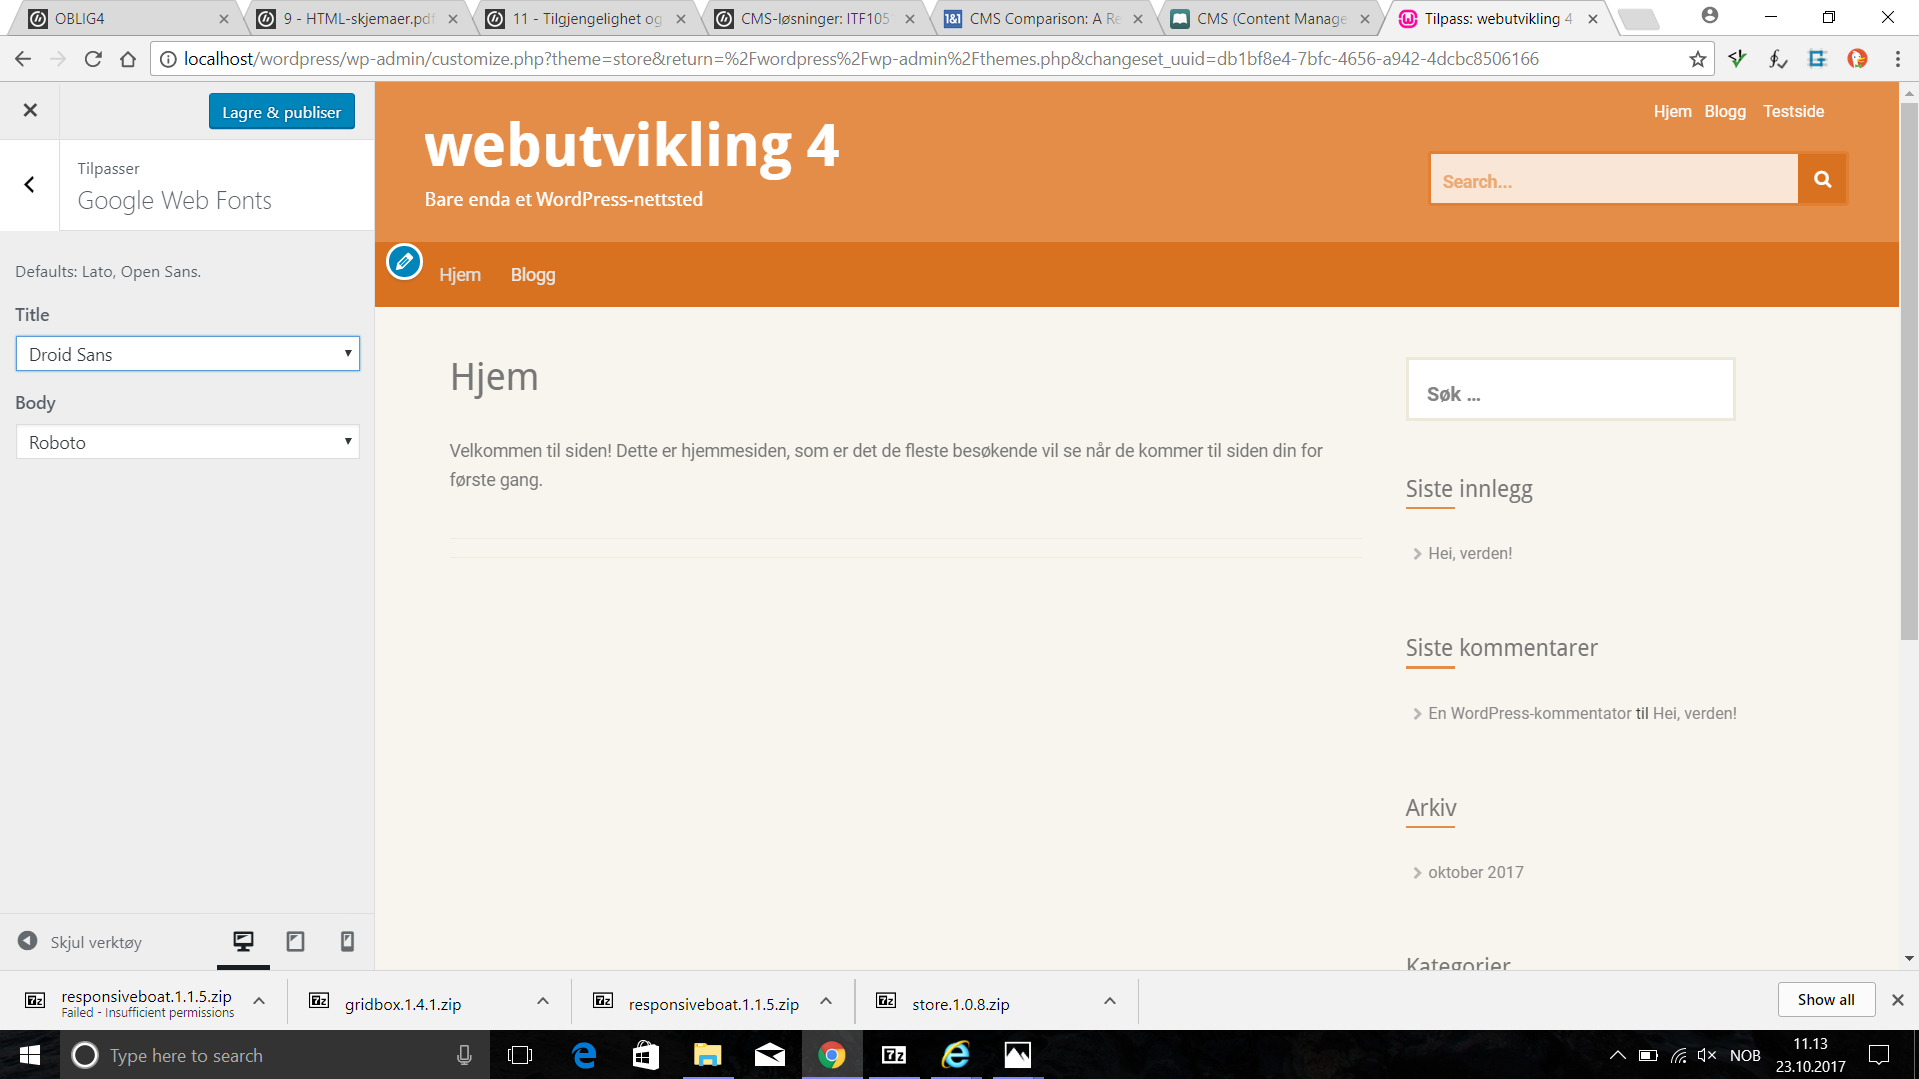 OBLIG4
9 - HTML-skjemaer.pdf
11 - Tilgjengelighet og
CMS-løsninger: ITF105
1&1
CMS Comparison: A Re
CMS (Content Manage
Tilpass: webutvikling 4
localhost/wordpress/wp-admin/customize.php?theme=store&return=%2Fwordpress%2Fwp-admin%2Fthemes.php&changeset_uuid=db1bf8e4-7bfc-4656-a942-4dcbc8506166
Lagre & publiser
Tilpasser
Google Web Fonts
Defaults: Lato, Open Sans.
Title
Droid Sans
Body
Roboto
Skjul verktøy
Hjem Blogg Testside
webutvikling 4
Bare enda et WordPress-nettsted
Search...
Hjem Blogg
Hjem
Velkommen til siden! Dette er hjemmesiden, som er det de fleste besøkende vil se når de kommer til siden din for
første gang.
Søk ...
Siste innlegg
Hei, verden!
Siste kommentarer
En WordPress-kommentator til Hei, verden!
Arkiv
oktober 2017
Kategorier
7z
responsiveboat.1.1.5.zip
Failed - Insufficient permissions
7z
gridbox.1.4.1.zip
7z
responsiveboat.1.1.5.zip
7z
store.1.0.8.zip
Show all
Type here to search
7z
NOB
11.13
23.10.2017